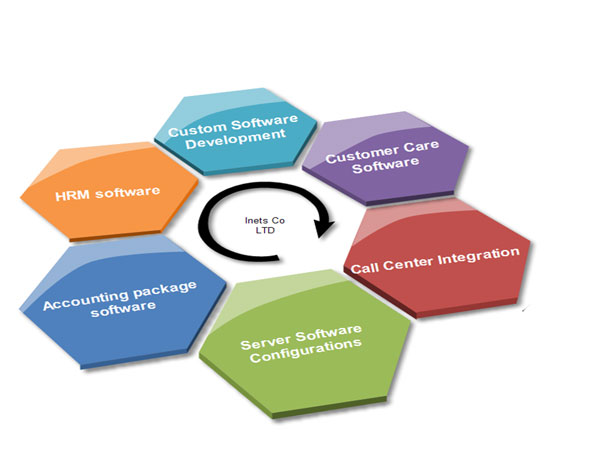 Custom Software
Development
Customer Care
Software
HRM software
Inets Co
LTD
Call Center Integration
Accounting package
software
Server Software
Configurations